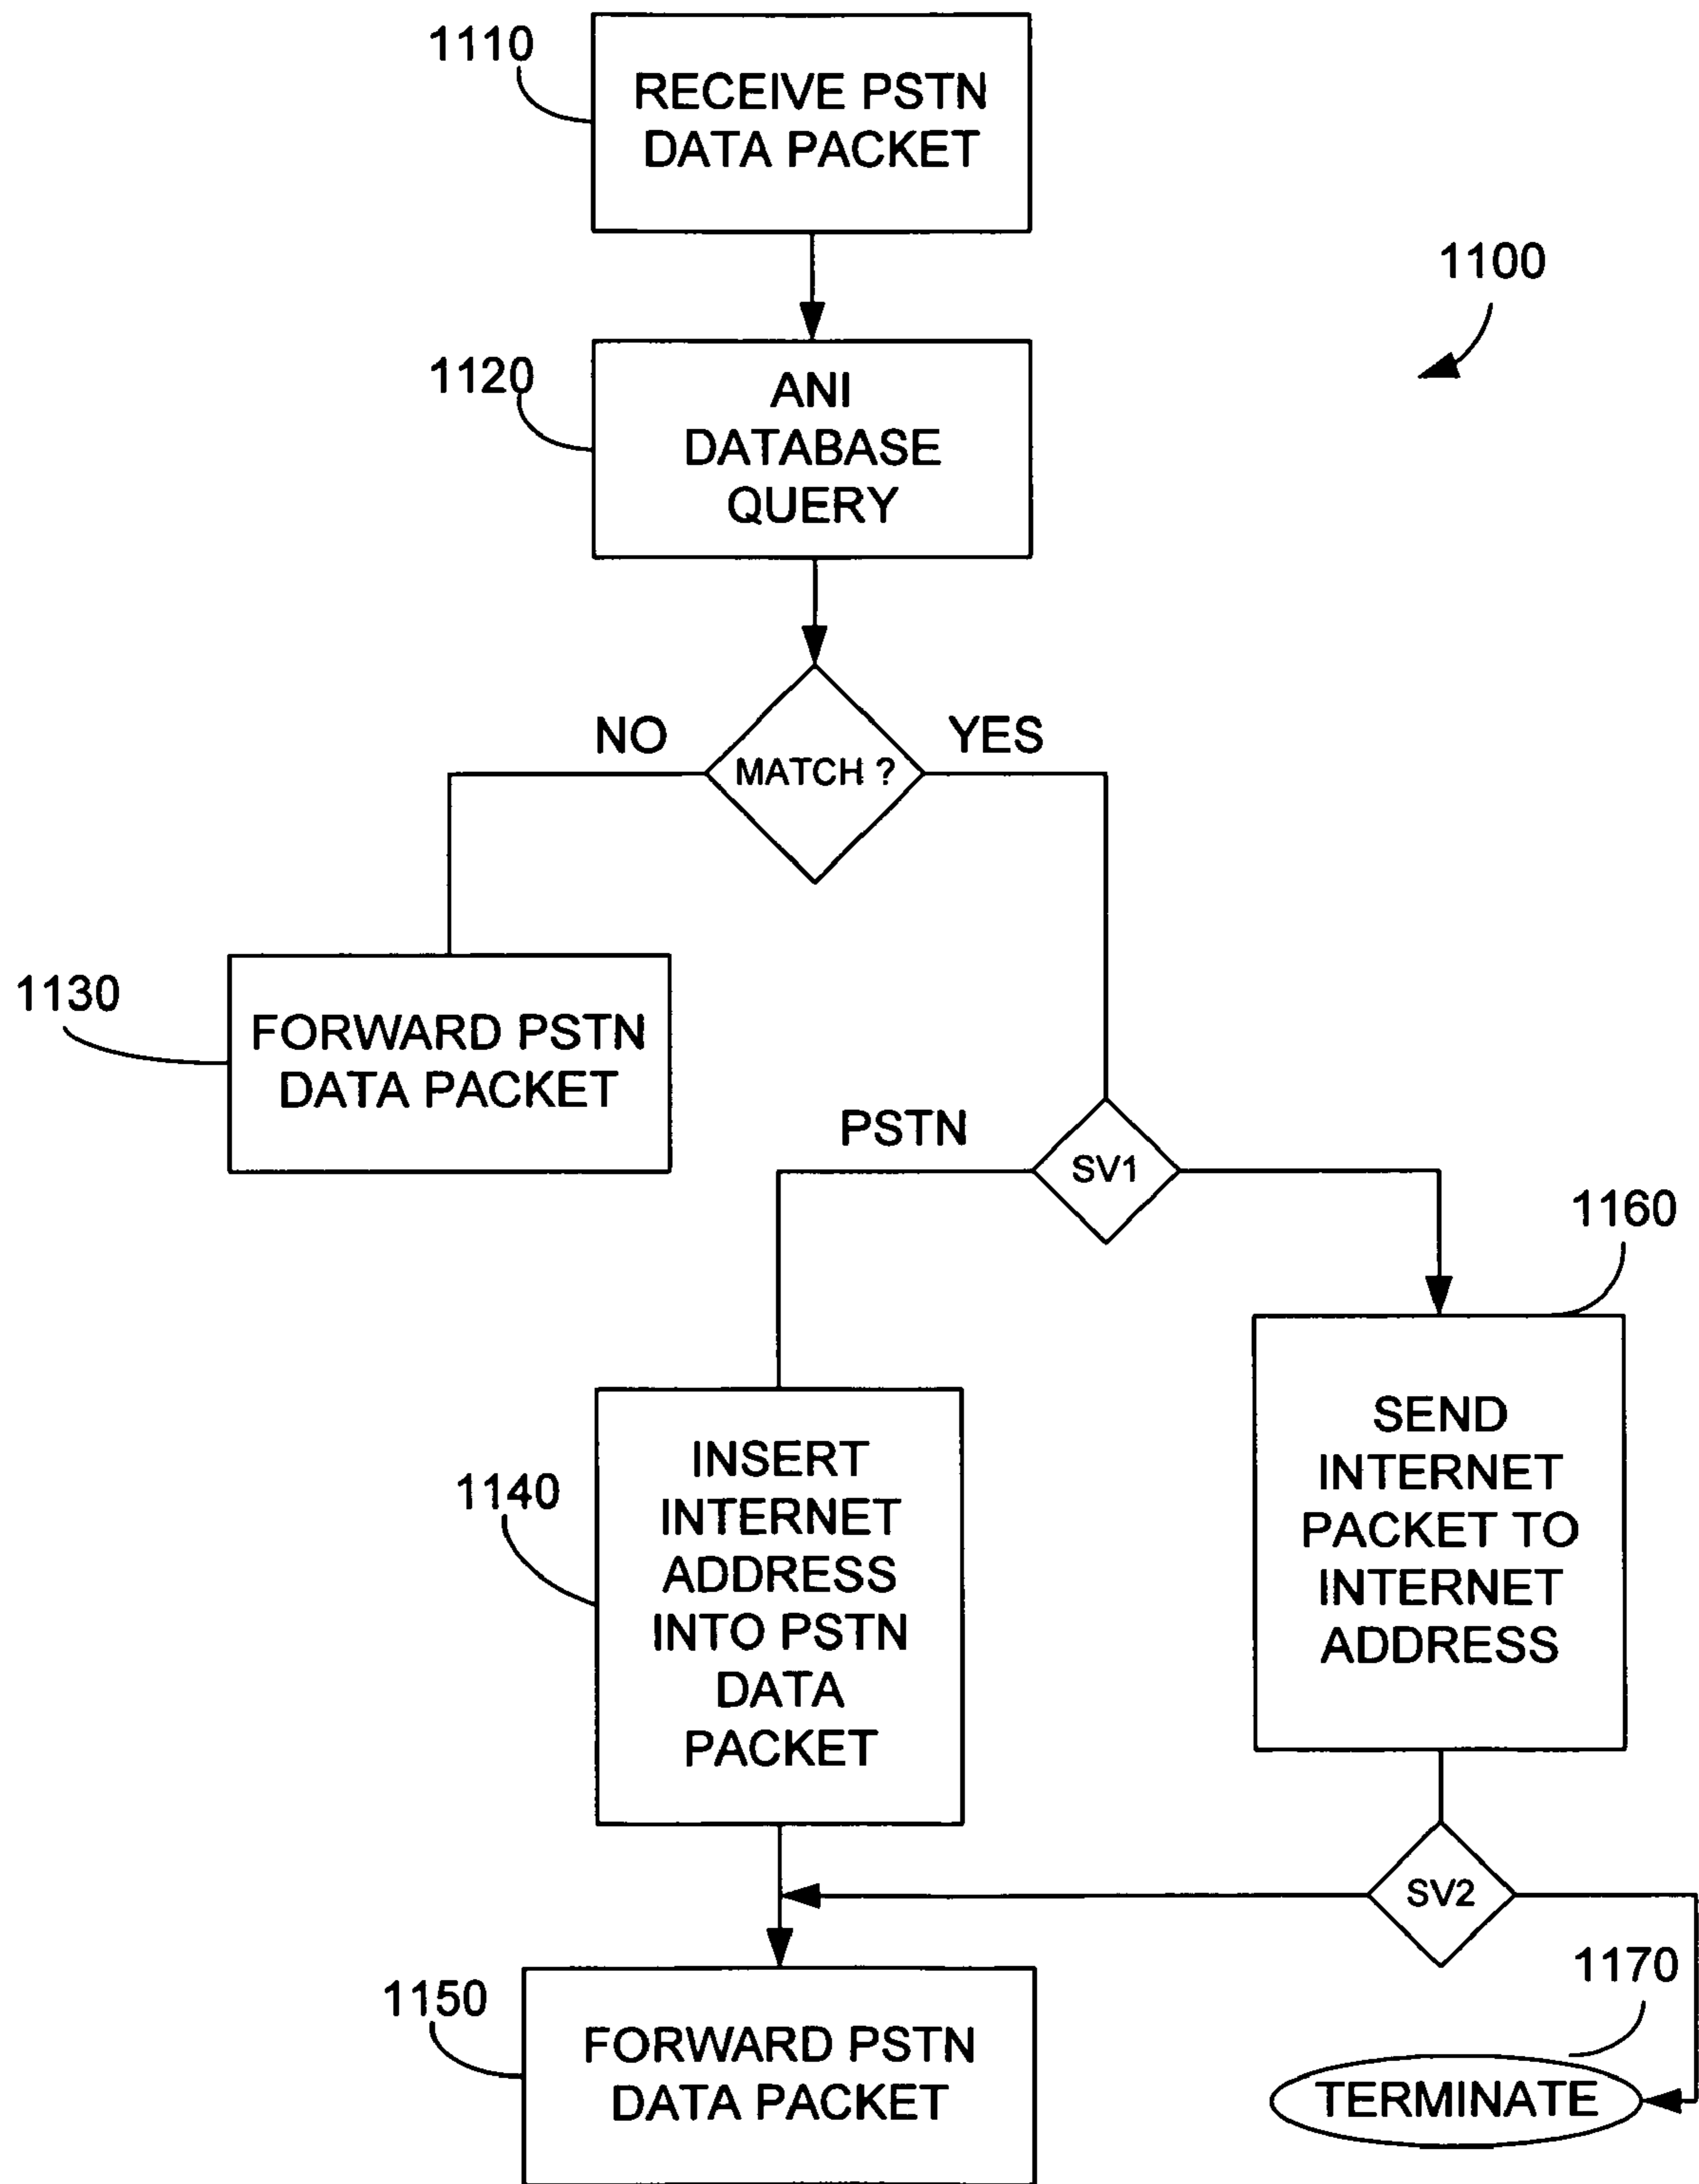 1110
RECEIVE PSTN
DATA PACKET
1100
1120
ANI
DATABASE
QUERY
NO
YES
MATCH ?
1130
FORWARD PSTN
DATA PACKET
PSTN
SV1
1160
SEND
INTERNET
PACKET TO
INTERNET
ADDRESS
1140
INSERT
INTERNET
ADDRESS
INTO PSTN
DATA
PACKET
SV2
1170
TERMINATE
1150
FORWARD PSTN
DATA PACKET